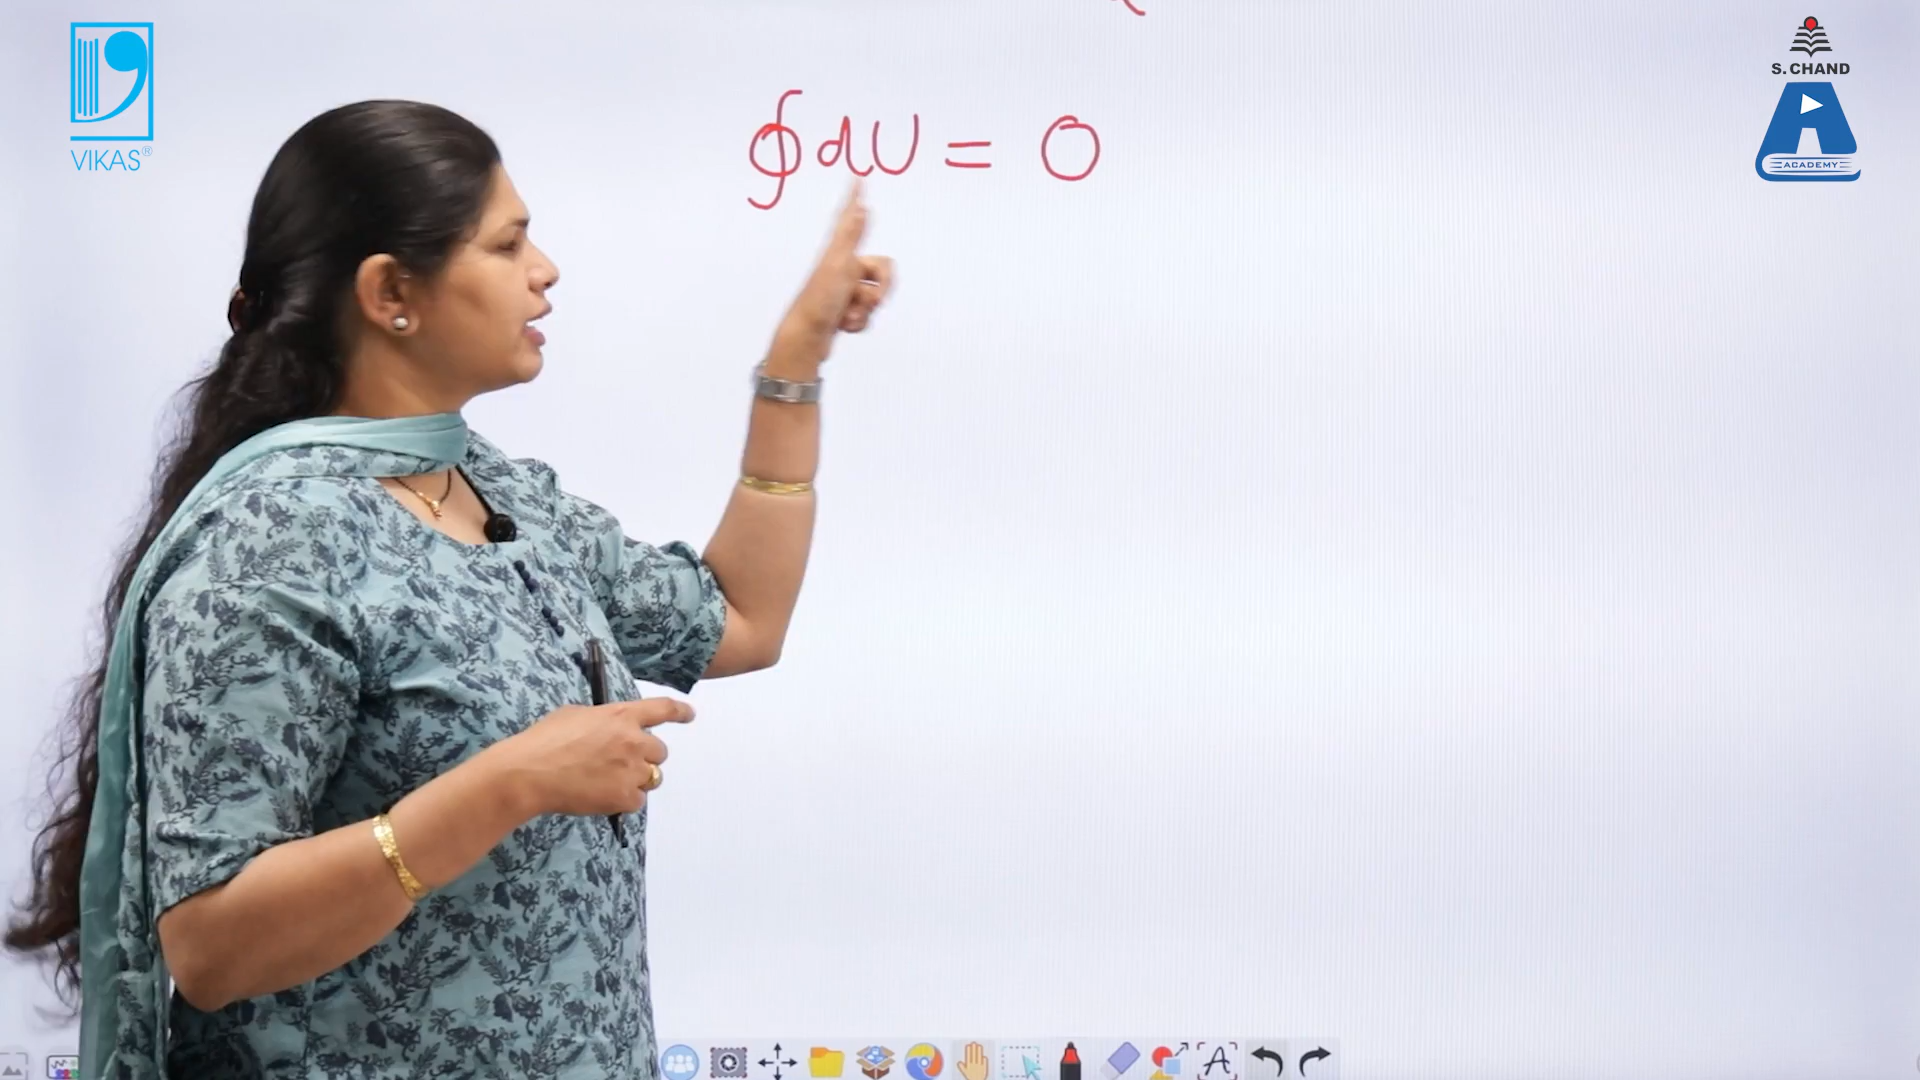 VIKAS®
S. CHAND
ACADEMY
∮dU = 0